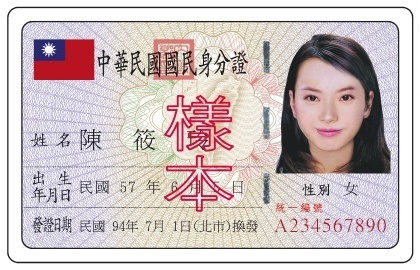 中華民國國民身分證
樣本
姓名 陳筱
性別 女
出生年月日 民國 57 年 6 月 日
統一編號
發證日期 民國 94年 7月 1日(北市)換發 A234567890